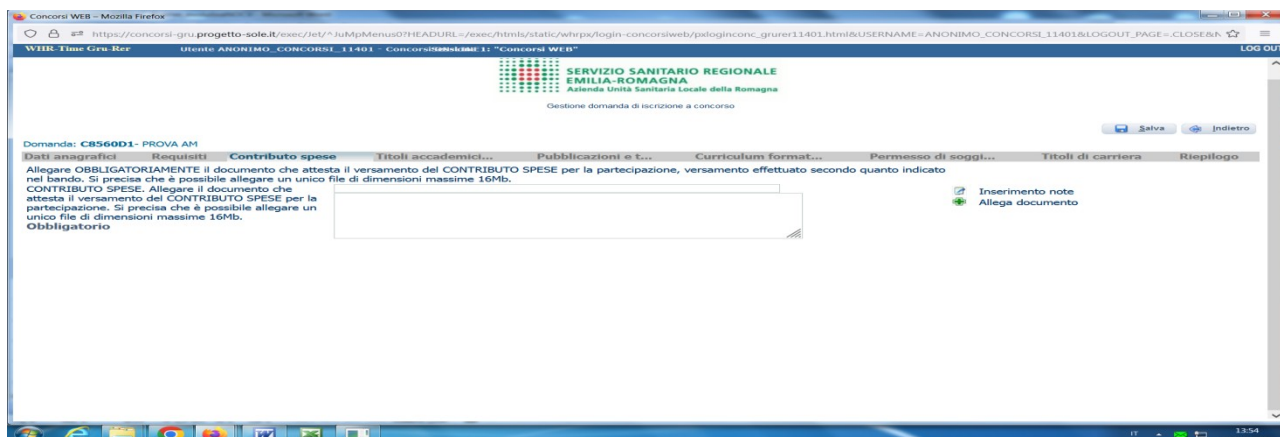 Concorsi WEB – Mozilla Firefox
https://concorsi-gru.progetto-sole.it/exec/Jet/^JuMpMenus0?HEADURL=/exec/htmls/static/whrpx/login-concorsiweb/pxloginconc_grurer11401.html&USERNAME=ANONIMO_CONCORSI_11401&LOGOUT_PAGE=.CLOSE&
WHR-Time Gru-Rer Utente ANONIMO_CONCORSI_11401 - Concorsi 1: "Concorsi WEB" LOG OUT
SERVIZIO SANITARIO REGIONALE
EMILIA-ROMAGNA
Azienda Unità Sanitaria Locale della Romagna
Gestione domanda di iscrizione a concorso
Salva Indietro
Domanda: C8560D1- PROVA AM
Dati anagrafici Requisiti Contributo spese Titoli accademici... Pubblicazioni e t... Curriculum format... Permesso di soggi... Titoli di carriera Riepilogo
Allegare OBBLIGATORIAMENTE il documento che attesta il versamento del CONTRIBUTO SPESE per la partecipazione, versamento effettuato secondo quanto indicato
nel bando. Si precisa che è possibile allegare un unico file di dimensioni massime 16Mb.
CONTRIBUTO SPESE. Allegare il documento che
attesta il versamento del CONTRIBUTO SPESE per la
partecipazione. Si precisa che è possibile allegare un
unico file di dimensioni massime 16Mb.
Obbligatorio
Inserimento note
Allega documento
IT 13:54